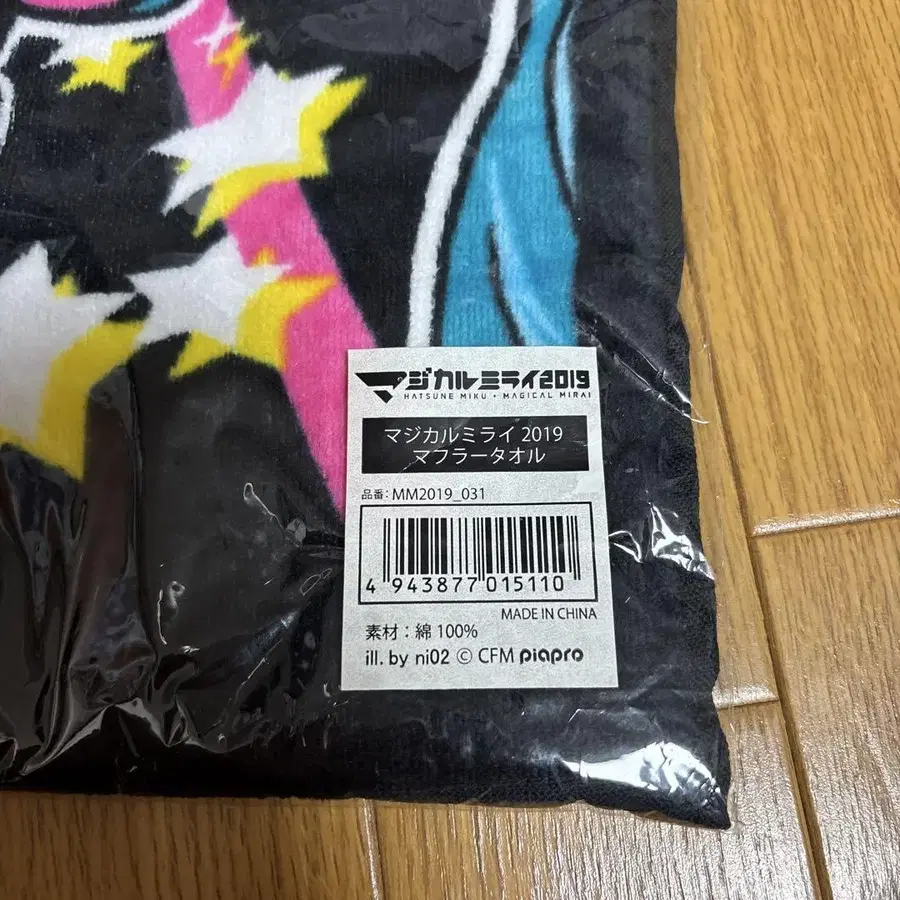 マジカルミライ2019
HATSUNE MIKU・MAGICAL MIRAI
マジカルミライ 2019
マフラータオル
品番：MM2019_031
4 943877 015110
MADE IN CHINA
素材：綿 100%
ill. by ni02 © CFM piapro